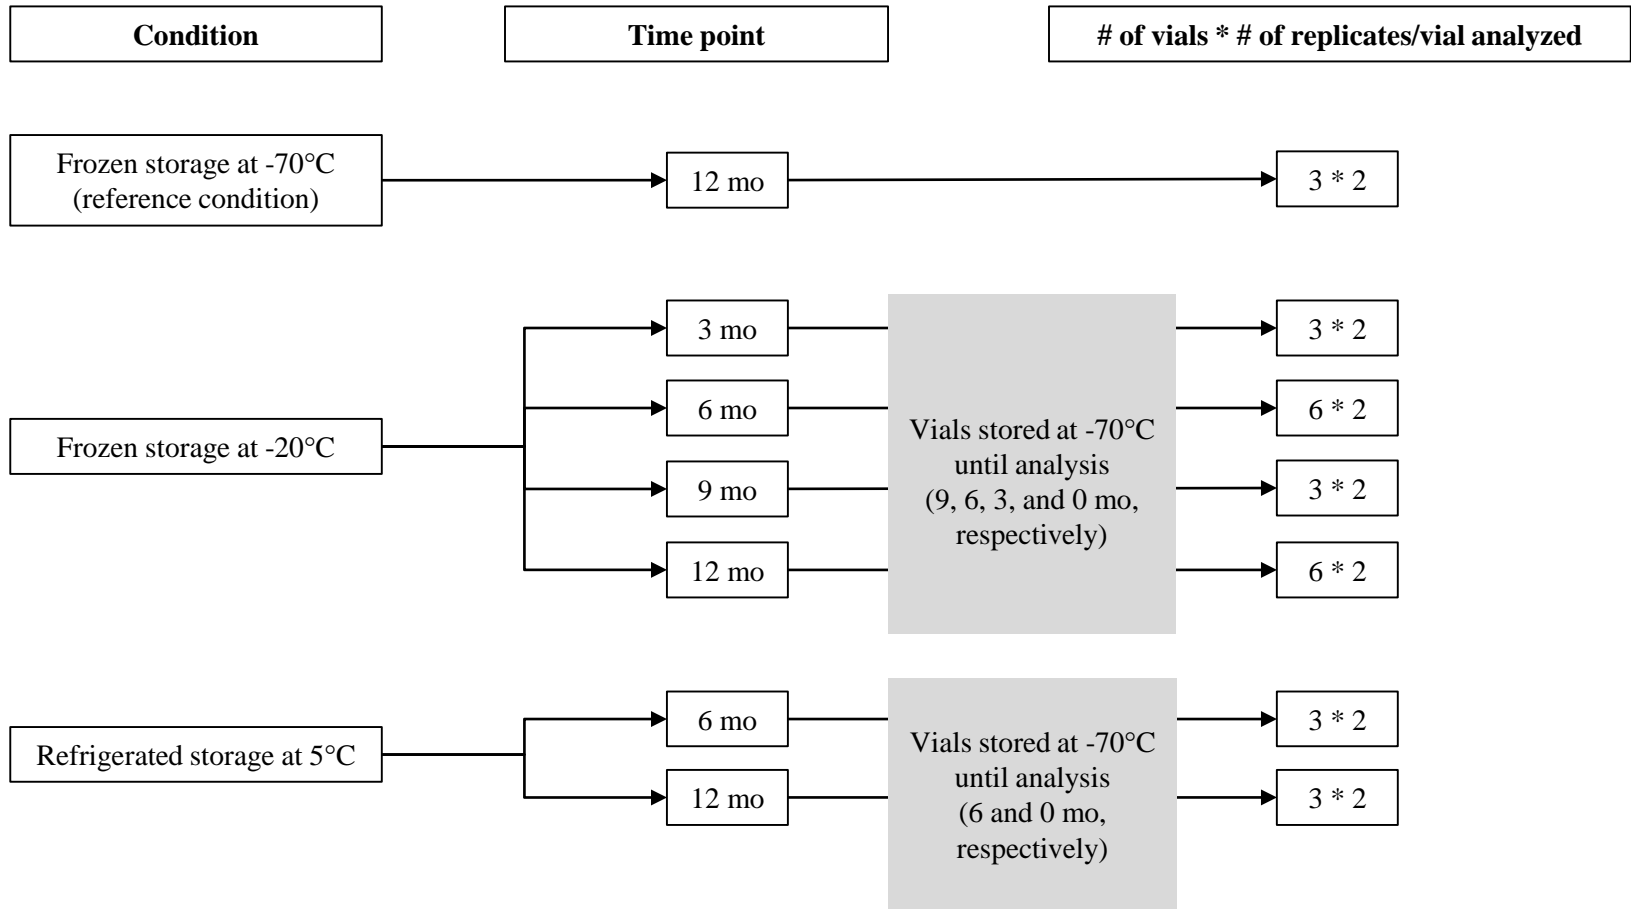 Condition
Time point
# of vials * # of replicates/vial analyzed
Frozen storage at -70°C
(reference condition)
12 mo
3 * 2
Frozen storage at -20°C
3 mo
6 mo
9 mo
12 mo
Vials stored at -70°C
until analysis
(9, 6, 3, and 0 mo,
respectively)
3 * 2
6 * 2
3 * 2
6 * 2
Refrigerated storage at 5°C
6 mo
12 mo
Vials stored at -70°C
until analysis
(6 and 0 mo,
respectively)
3 * 2
3 * 2